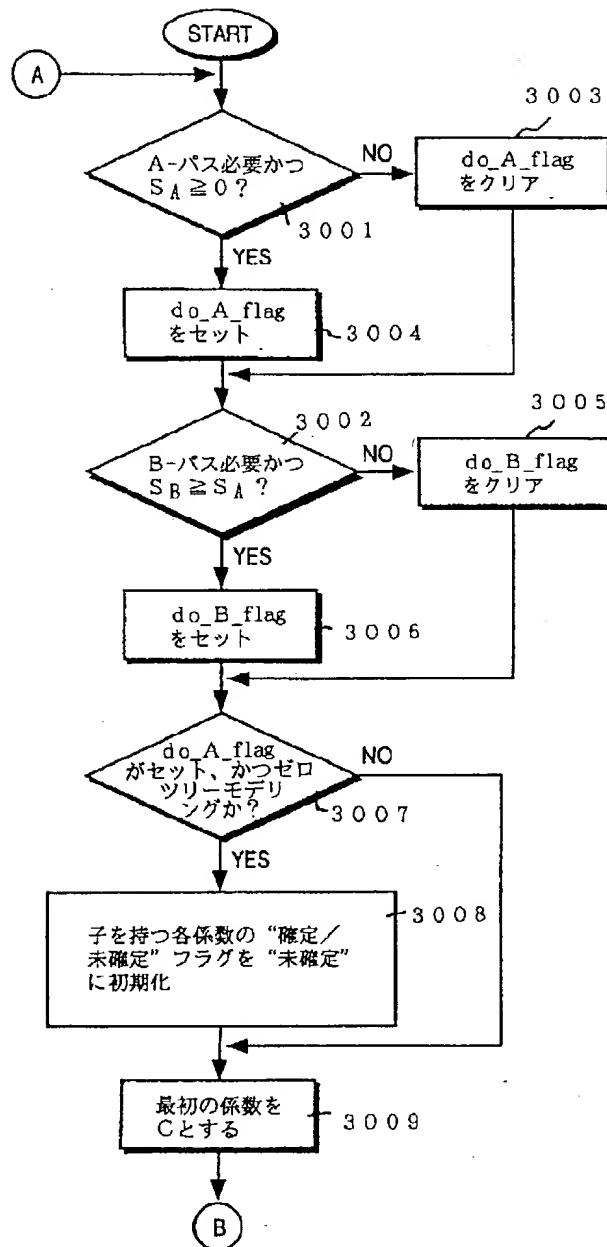 START
A
3003
A-パス必要かつ
S_A ≧ 0 ?
NO
do_A_flag
をクリア
3001
YES
do_A_flag
をセット
3004
3005
3002
B-パス必要かつ
S_B ≧ S_A ?
NO
do_B_flag
をクリア
YES
do_B_flag
をセット
3006
do_A_flag
がセット、かつゼロ
ツリーモデリ
ングか?
NO
3007
YES
子を持つ各係数の“確定/
未確定”フラグを“未確定”
に初期化
3008
最初の係数を
Cとする
3009
B